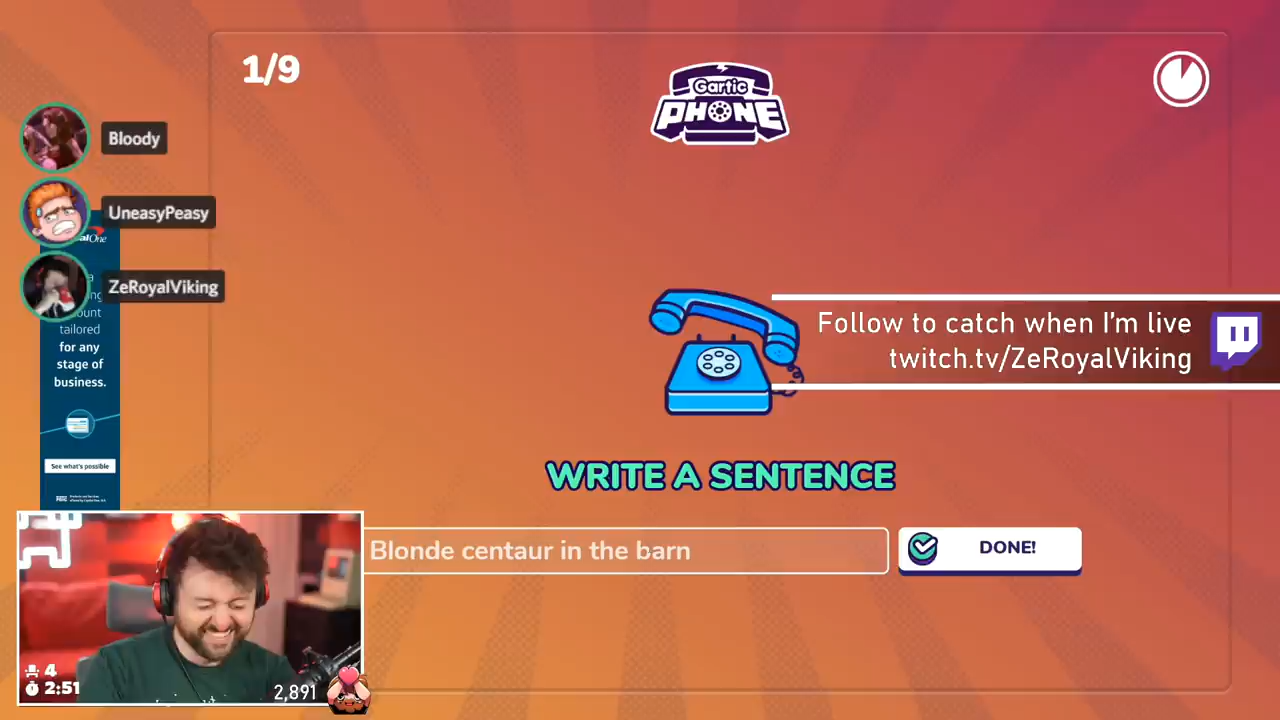 1/9
Gartic
PHONE
Bloody
UneasyPeasy
alOne
ZeRoyalViking
tailored
for any
stage of
business.
See what's possible
Follow to catch when I'm live
twitch.tv/ZeRoyalViking
WRITE A SENTENCE
Blonde centaur in the barn
DONE!
4
2:51
2,891